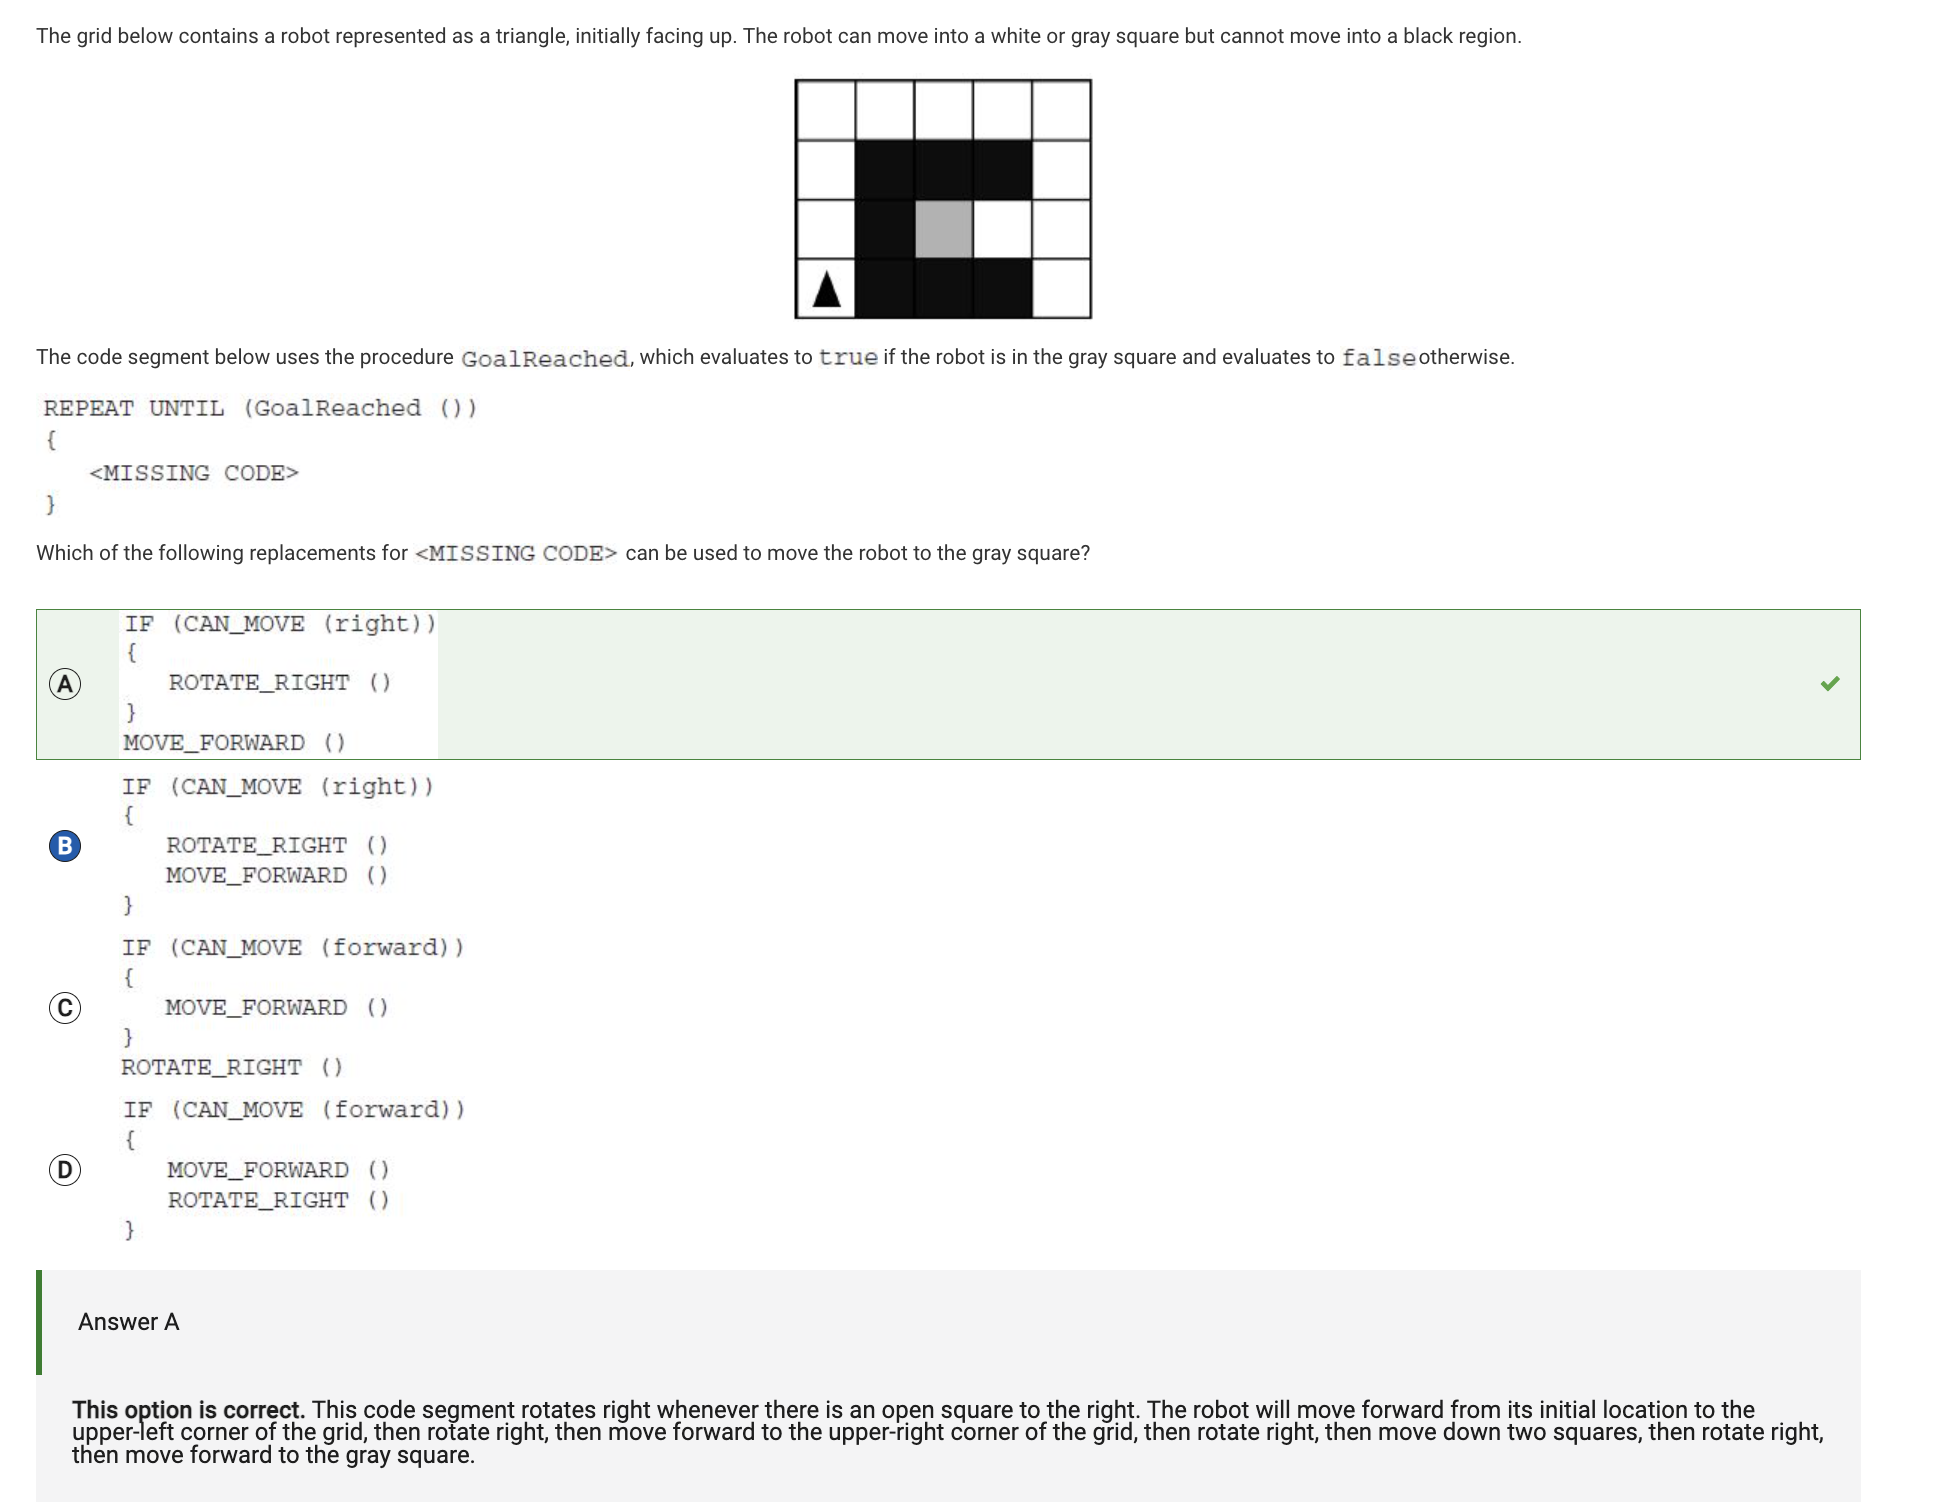 The grid below contains a robot represented as a triangle, initially facing up. The robot can move into a white or gray square but cannot move into a black region.
The code segment below uses the procedure GoalReached, which evaluates to true if the robot is in the gray square and evaluates to false otherwise.
REPEAT UNTIL (GoalReached ())
{
<MISSING CODE>
}
Which of the following replacements for <MISSING CODE> can be used to move the robot to the gray square?
A
IF (CAN_MOVE (right))
{
ROTATE_RIGHT ()
}
MOVE_FORWARD ()
B
IF (CAN_MOVE (right))
{
ROTATE_RIGHT ()
MOVE_FORWARD ()
}
C
IF (CAN_MOVE (forward))
{
MOVE_FORWARD ()
}
ROTATE_RIGHT ()
D
IF (CAN_MOVE (forward))
{
MOVE_FORWARD ()
ROTATE_RIGHT ()
}
Answer A
This option is correct. This code segment rotates right whenever there is an open square to the right. The robot will move forward from its initial location to the
upper-left corner of the grid, then rotate right, then move forward to the upper-right corner of the grid, then rotate right, then move down two squares, then rotate right,
then move forward to the gray square.